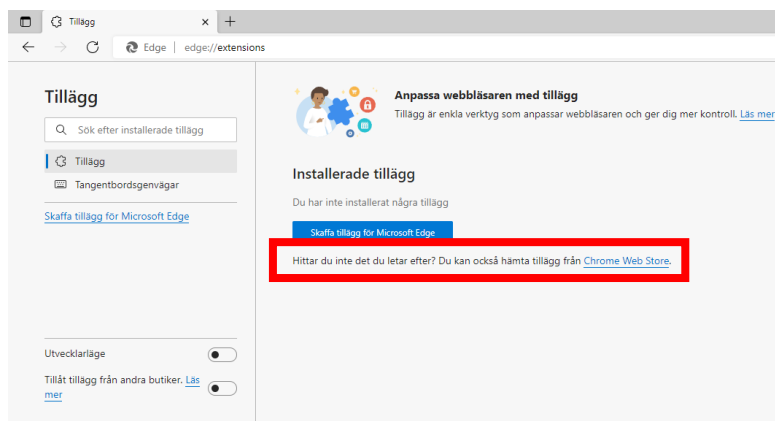 Tillägg
Edge | edge://extensions
Tillägg
Sök efter installerade tillägg
Tillägg
Tangentbordsgenvägar
Skaffa tillägg för Microsoft Edge
Anpassa webbläsaren med tillägg
Tillägg är enkla verktyg som anpassar webbläsaren och ger dig mer kontroll. Läs mer
Installerade tillägg
Du har inte installerat några tillägg
Skaffa tillägg för Microsoft Edge
Hittar du inte det du letar efter? Du kan också hämta tillägg från Chrome Web Store.
Utvecklarläge
Tillåt tillägg från andra butiker. Läs
mer